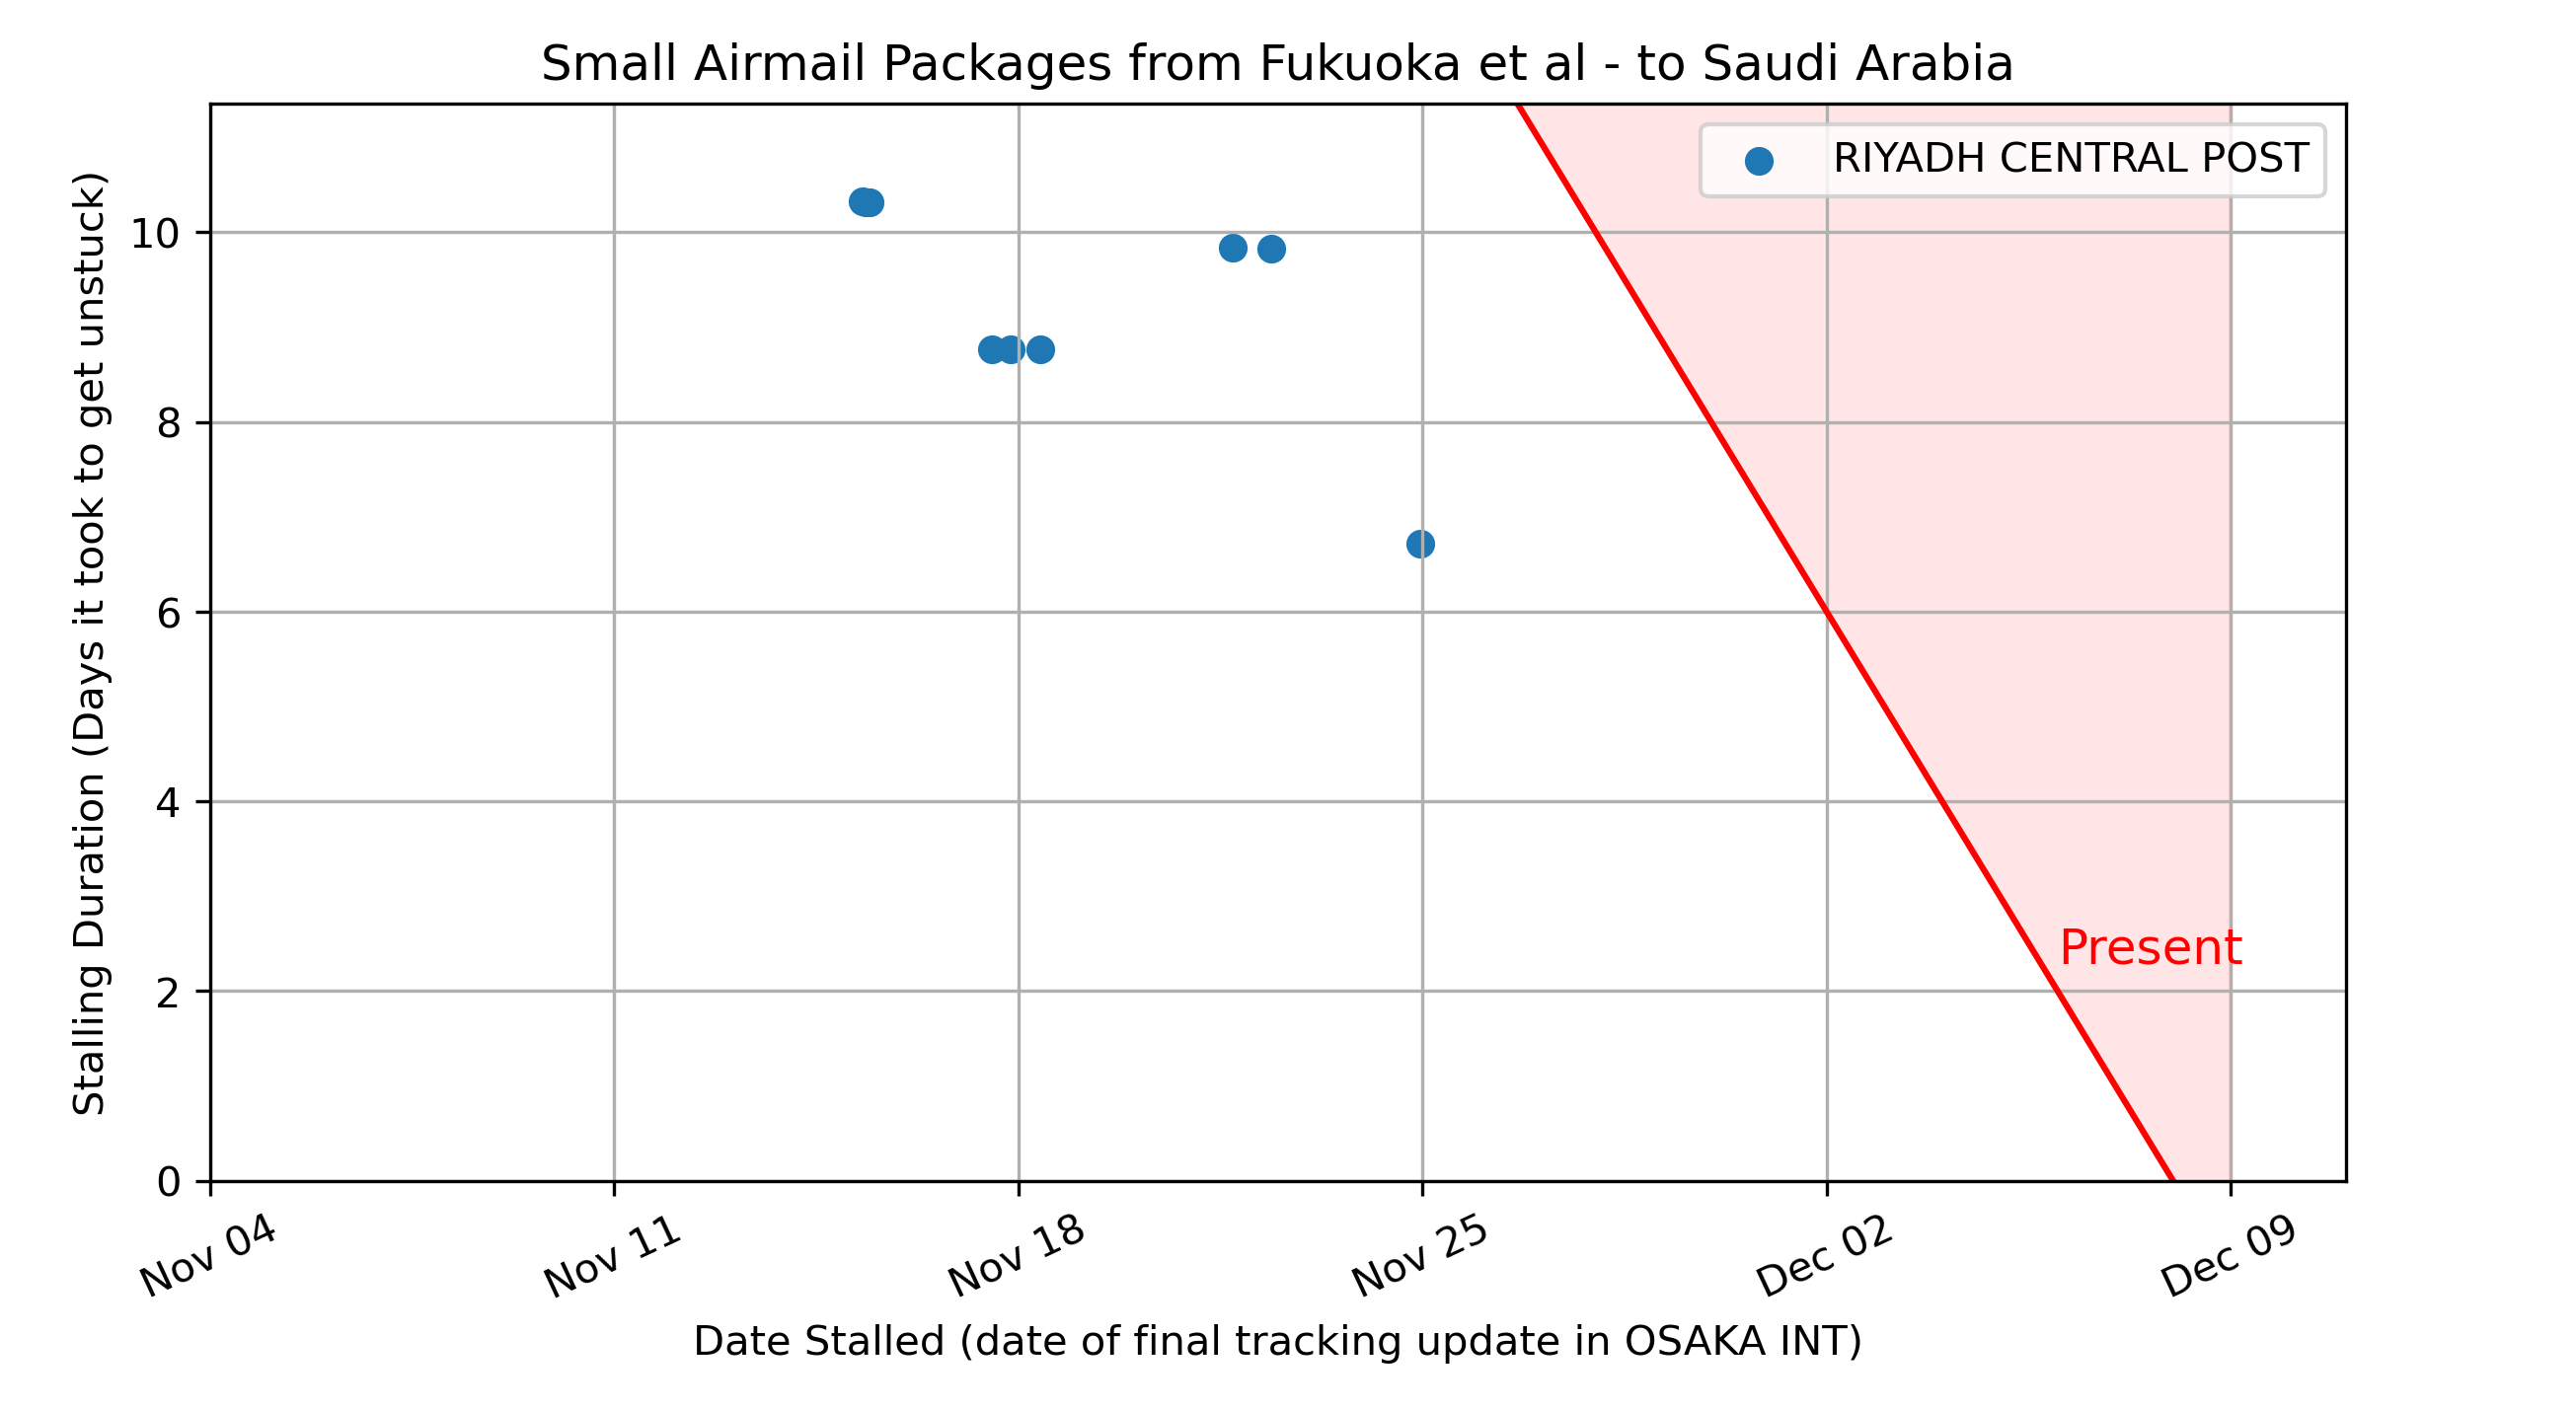 Small Airmail Packages from Fukuoka et al - to Saudi Arabia
RIYADH CENTRAL POST
Stalling Duration (Days it took to get unstuck)
10
8
6
4
2
0
Present
Nov 04
Nov 11
Nov 18
Nov 25
Dec 02
Dec 09
Date Stalled (date of final tracking update in OSAKA INT)